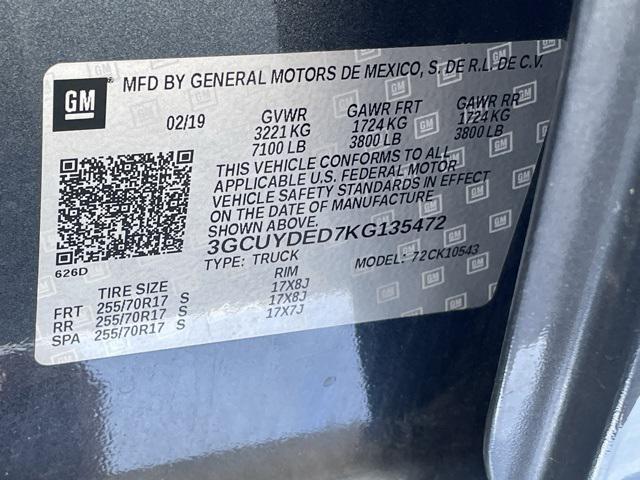 GM
MFD BY GENERAL MOTORS DE MEXICO, S. DE R.L. DE C.V.
02/19 GVWR GAWR FRT GAWR RR
3221 KG 1724 KG 1724 KG
7100 LB 3800 LB 3800 LB
THIS VEHICLE CONFORMS TO ALL
APPLICABLE U.S. FEDERAL MOTOR
VEHICLE SAFETY STANDARDS IN EFFECT
ON THE DATE OF MANUFACTURE
SHOWN ABOVE.
3GCUYDED7KG135472
626D TYPE: TRUCK MODEL: 72CK10543
TIRE SIZE RIM
FRT 255/70R17 S 17X8J
RR 255/70R17 S 17X8J
SPA 255/70R17 S 17X7J